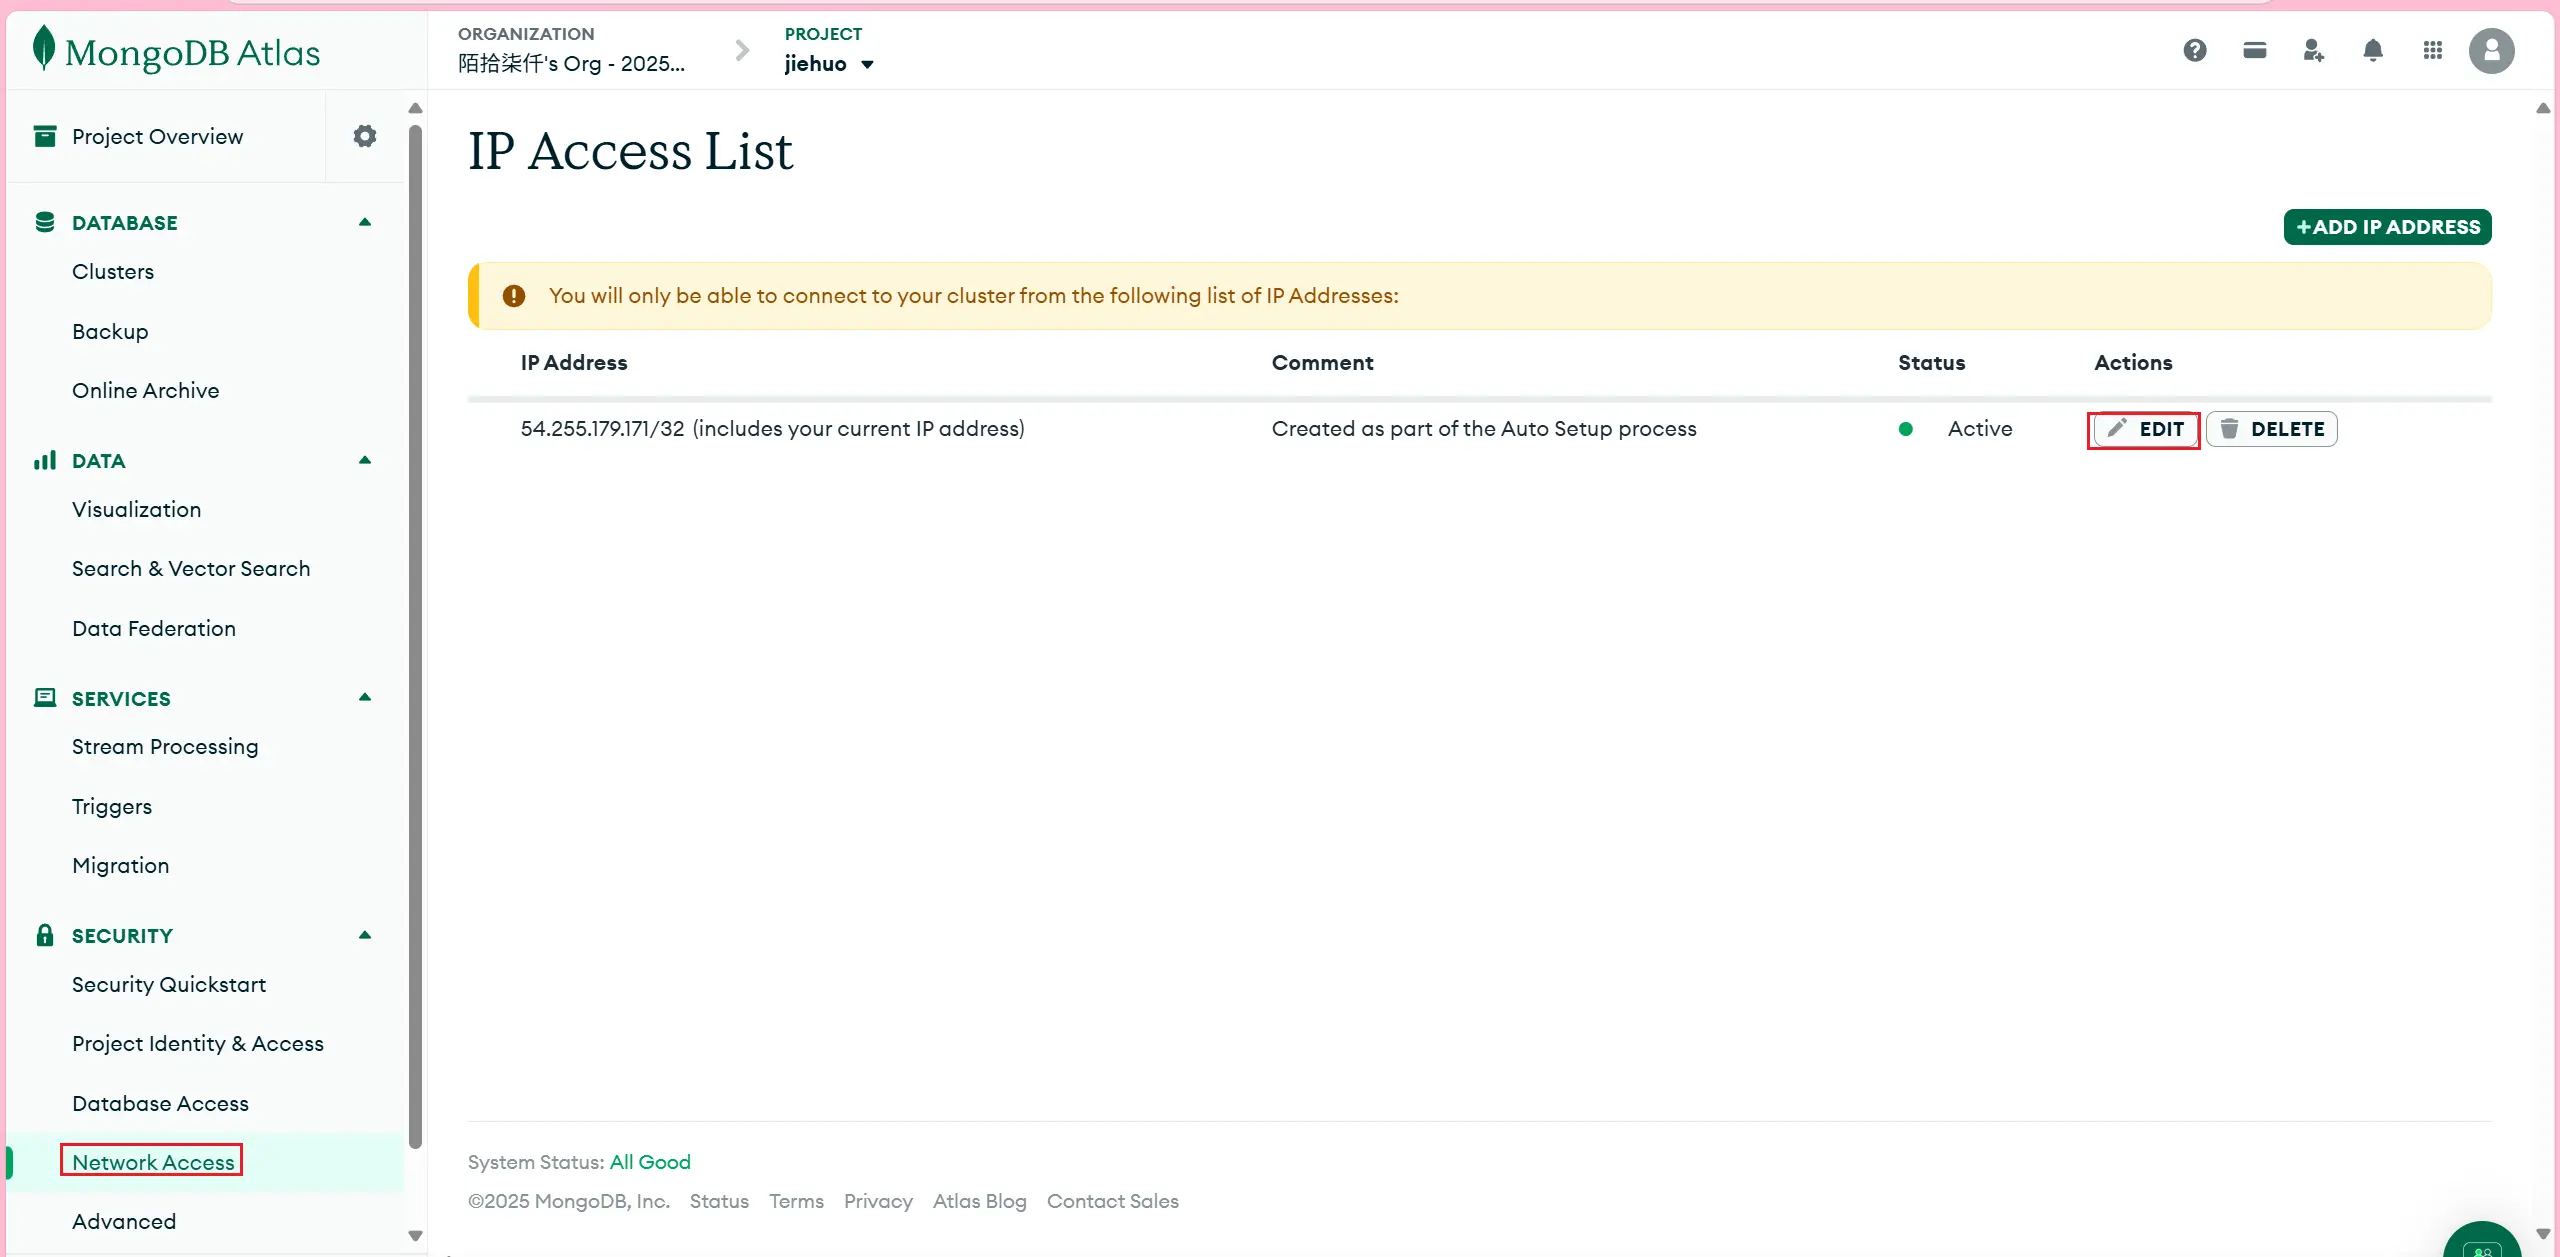 MongoDB Atlas
ORGANIZATION
陌拾柒仟's Org - 2025...
PROJECT
jiehuo
Project Overview
DATABASE
Clusters
Backup
Online Archive
DATA
Visualization
Search & Vector Search
Data Federation
SERVICES
Stream Processing
Triggers
Migration
SECURITY
Security Quickstart
Project Identity & Access
Database Access
Network Access
Advanced
IP Access List
+ADD IP ADDRESS
You will only be able to connect to your cluster from the following list of IP Addresses:
IP Address Comment Status Actions
54.255.179.171/32 (includes your current IP address) Created as part of the Auto Setup process Active EDIT DELETE
System Status: All Good
©2025 MongoDB, Inc. Status Terms Privacy Atlas Blog Contact Sales